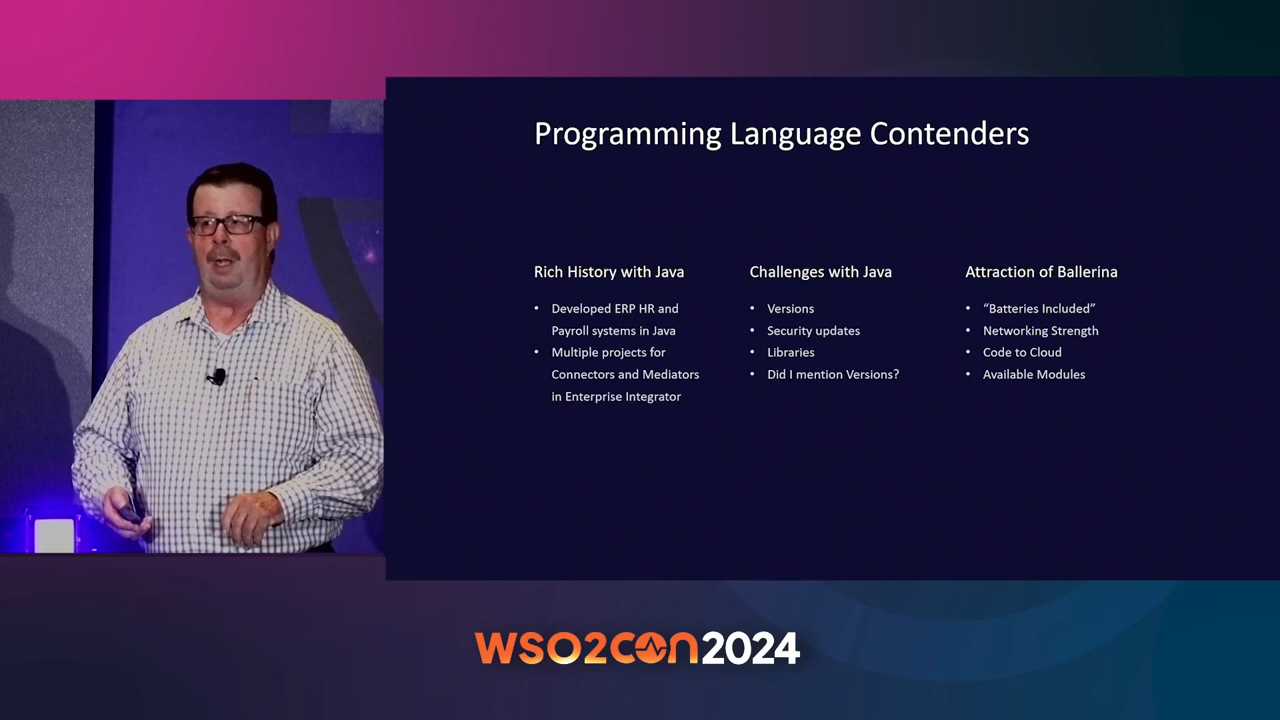 Programming Language Contenders
Rich History with Java
• Developed ERP HR and
Payroll systems in Java
• Multiple projects for
Connectors and Mediators
in Enterprise Integrator
Challenges with Java
• Versions
• Security updates
• Libraries
• Did I mention Versions?
Attraction of Ballerina
• “Batteries Included”
• Networking Strength
• Code to Cloud
• Available Modules
WSO2CON2024